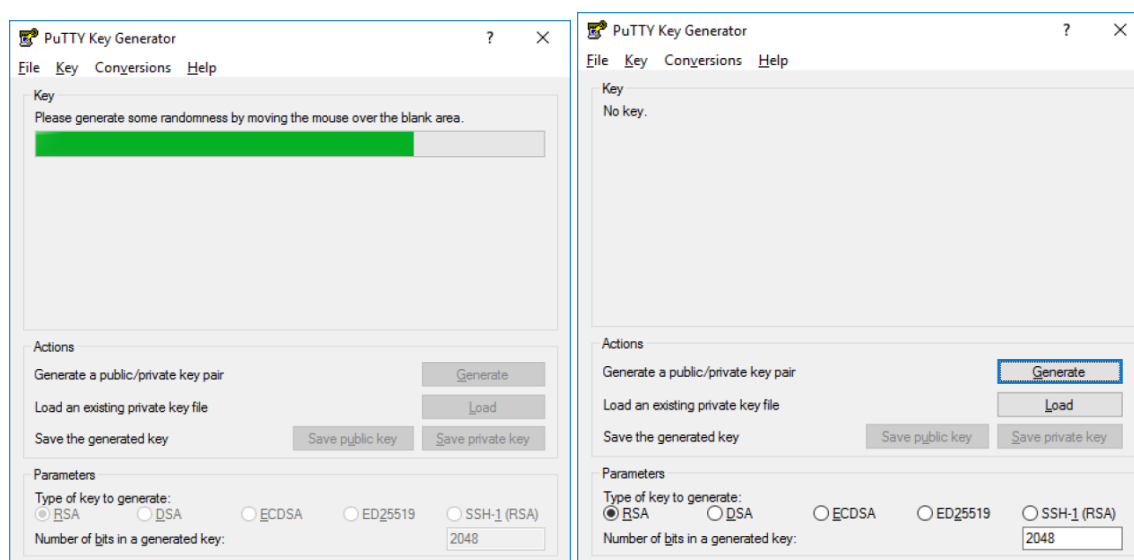 PuTTY Key Generator
?
File Key Conversions Help
Key
Please generate some randomness by moving the mouse over the blank area.
Actions
Generate a public/private key pair
Generate
Load an existing private key file
Load
Save the generated key
Save public key
Save private key
Parameters
Type of key to generate:
RSA DSA ECDSA ED25519 SSH-1 (RSA)
Number of bits in a generated key:
2048
PuTTY Key Generator
?
File Key Conversions Help
Key
No key.
Actions
Generate a public/private key pair
Generate
Load an existing private key file
Load
Save the generated key
Save public key
Save private key
Parameters
Type of key to generate:
RSA DSA ECDSA ED25519 SSH-1 (RSA)
Number of bits in a generated key:
2048